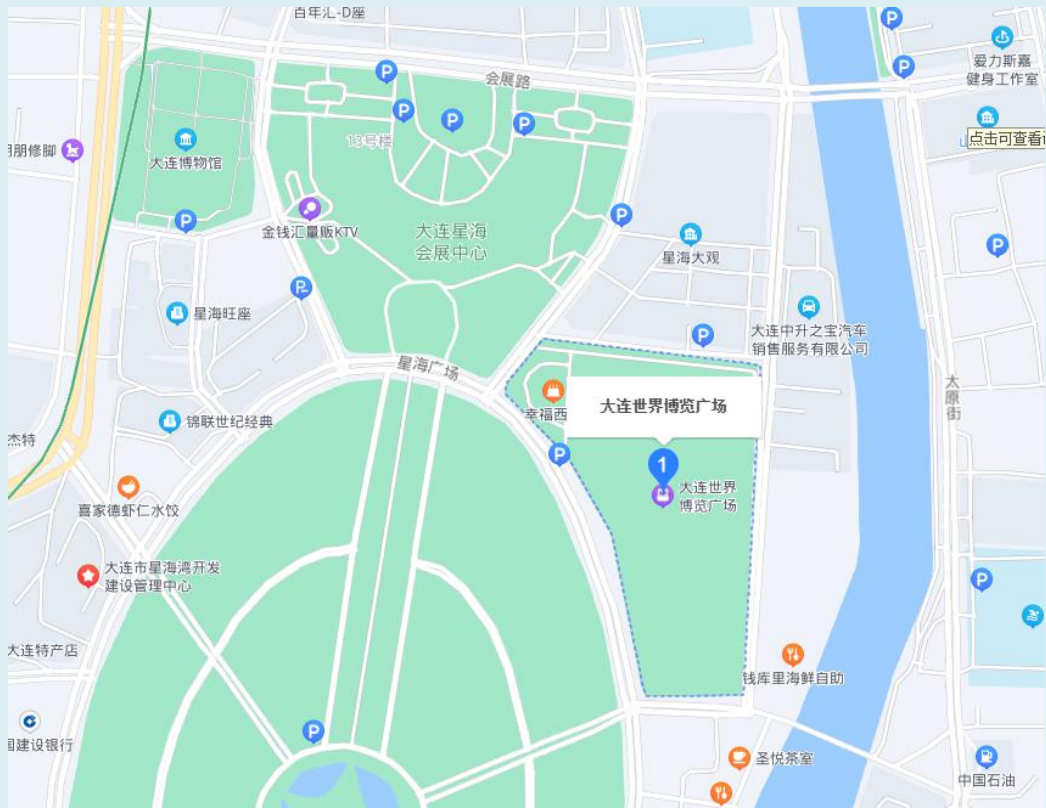 百年汇-D座
会展路
爱力斯嘉
健身工作室
13号楼
点击可查看
朋修脚
大连博物馆
金钱汇量贩KTV
大连星海
会展中心
星海大观
星海旺座
大连中升之宝汽车
销售服务有限公司
星海广场
太原街
幸福西
大连世界博览广场
锦联世纪经典
杰特
1
大连世界
博览广场
喜家德虾仁水饺
大连市星海湾开发
建设管理中心
大连特产店
钱库里海鲜自助
国建设银行
圣悦茶室
中国石油
P
P
P
P
P
P
P
P
P
P
P
P
P
P